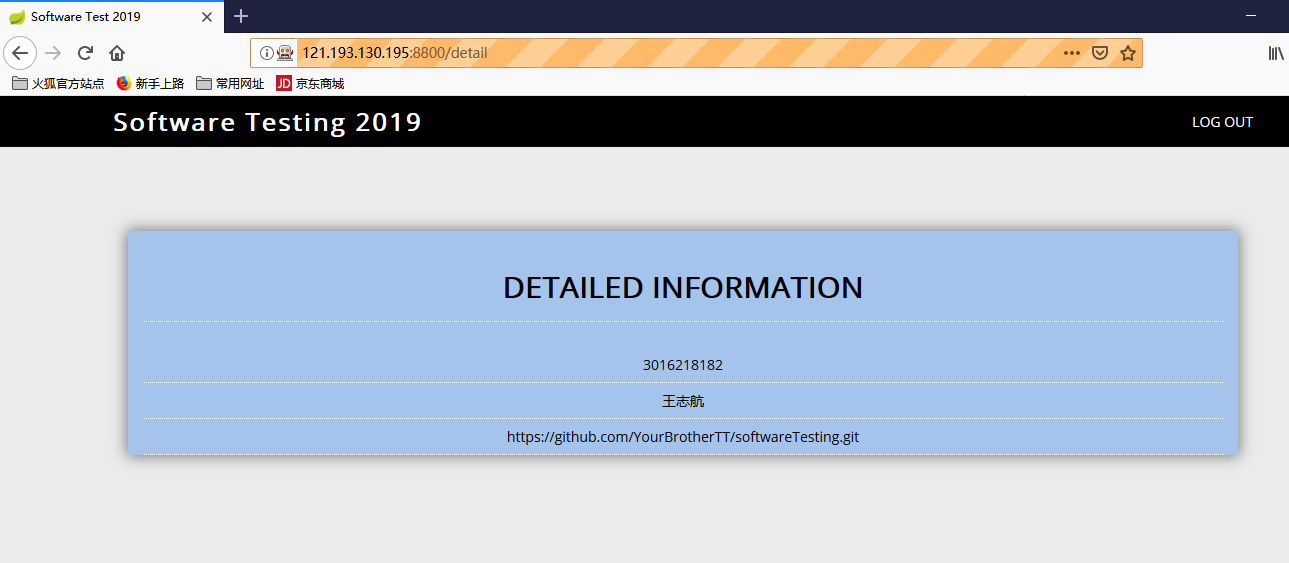 Software Test 2019
121.193.130.195:8800/detail
火狐官方站点 新手上路 常用网址 JD 京东商城
Software Testing 2019 LOG OUT
DETAILED INFORMATION
3016218182
王志航
https://github.com/YourBrotherTT/softwareTesting.git